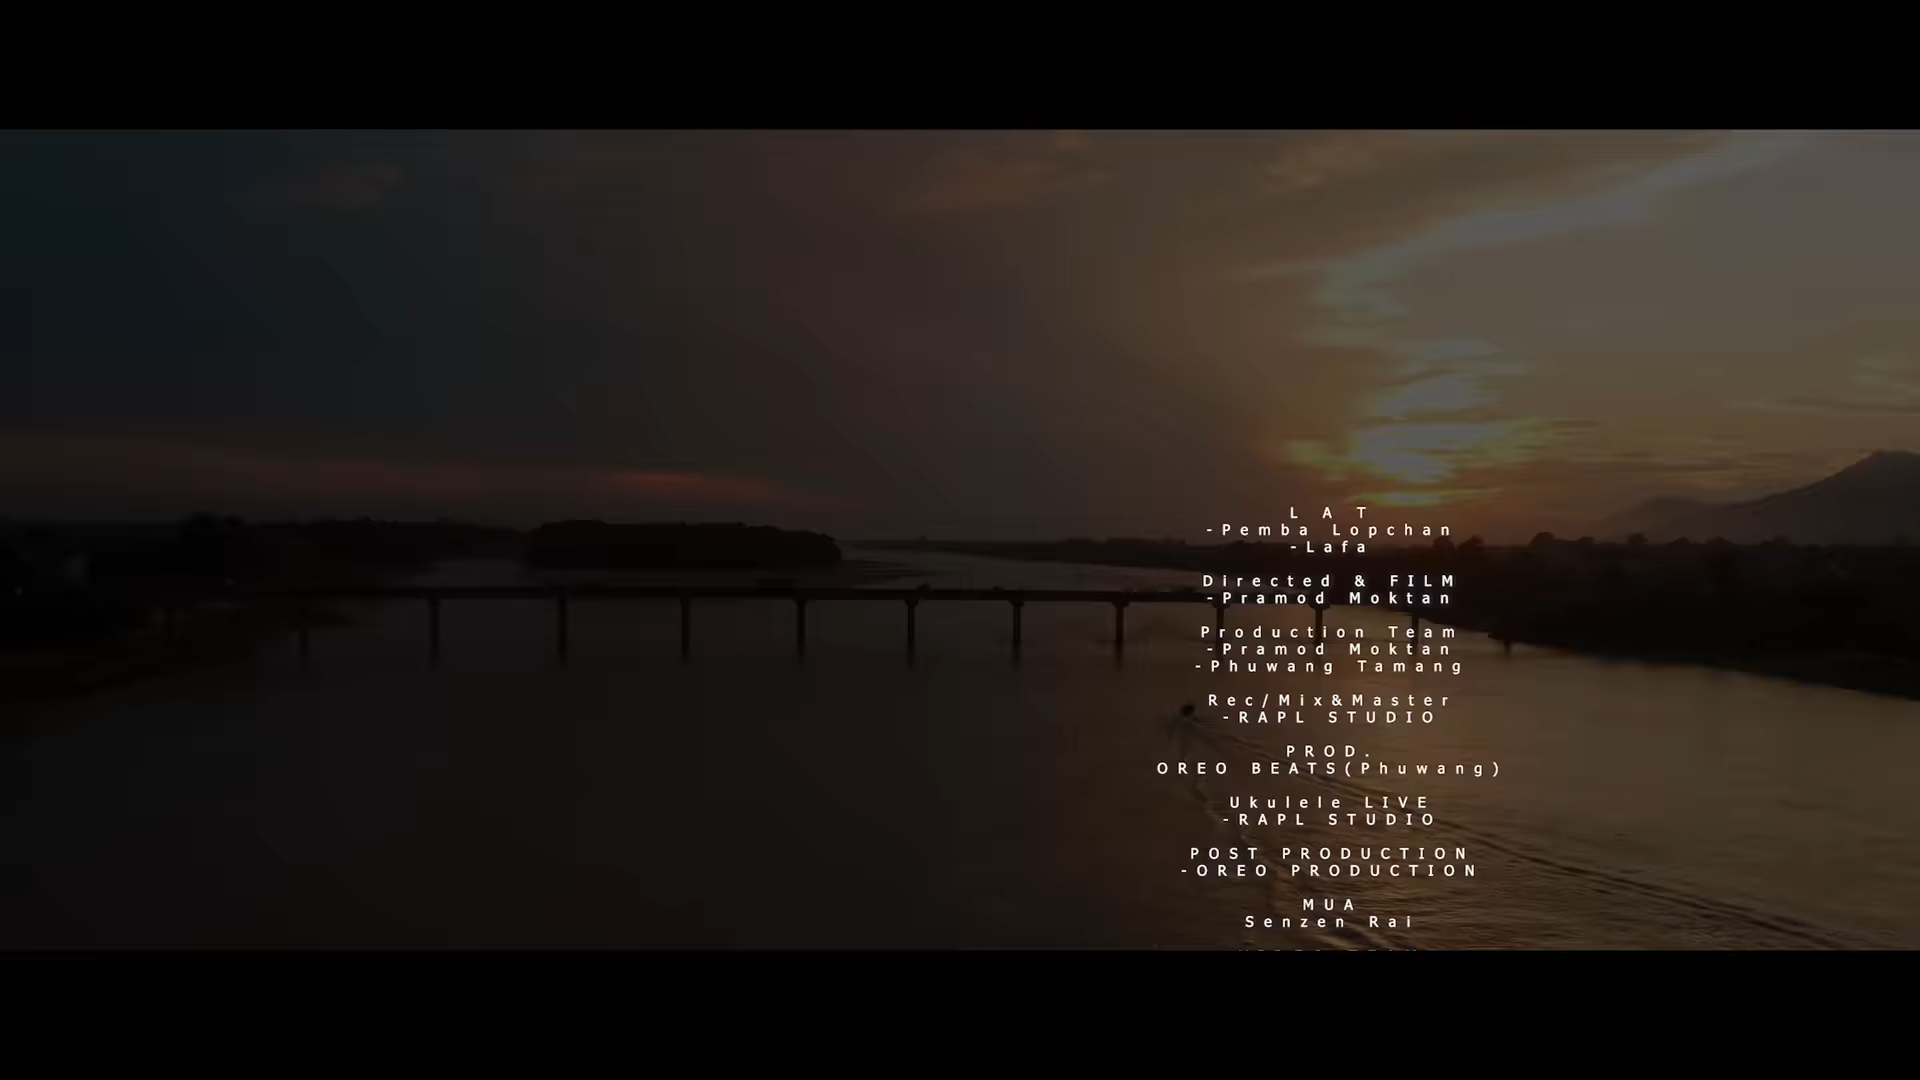 L A T
-Pemba Lopchan
-Lafa
Directed & FILM
-Pramod Moktan
Production Team
-Pramod Moktan
-Phuwang Tamang
Rec/Mix&Master
-RAPL STUDIO
PROD.
OREO BEATS(Phuwang)
Ukulele LIVE
-RAPL STUDIO
POST PRODUCTION
-OREO PRODUCTION
MUA
Senzen Rai